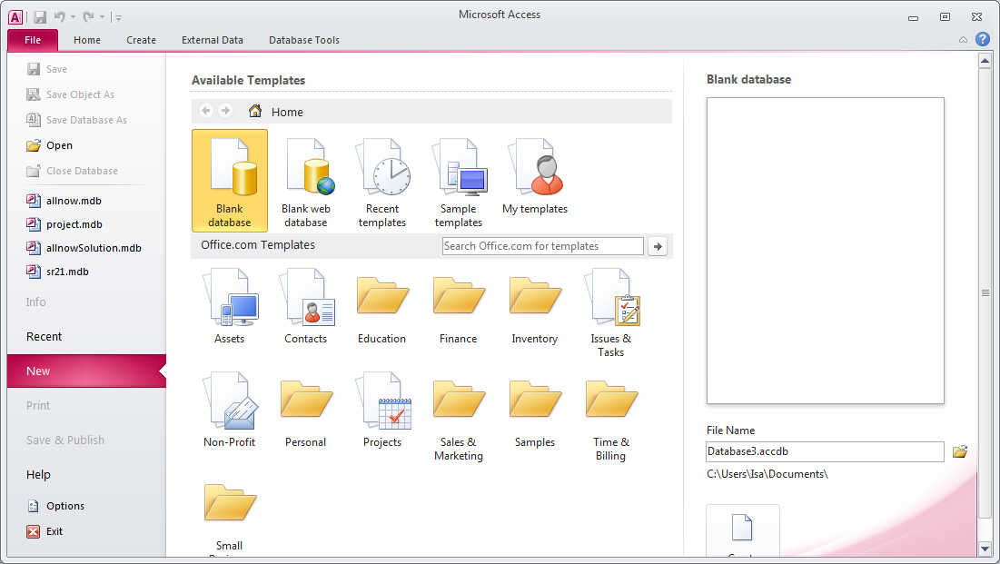 Microsoft Access
File Home Create External Data Database Tools
Save
Save Object As
Save Database As
Open
Close Database
allnow.mdb
project.mdb
allnowSolution.mdb
sr21.mdb
Info
Recent
New
Print
Save & Publish
Help
Options
Exit
Available Templates
Home
Blank
database
Blank web
database
Recent
templates
Sample
templates
My templates
Office.com Templates
Search Office.com for templates
Assets
Contacts
Education
Finance
Inventory
Issues &
Tasks
Non-Profit
Personal
Projects
Sales &
Marketing
Samples
Time &
Billing
Small
Blank database
File Name
Database3.accdb
C:\Users\Isa\Documents\